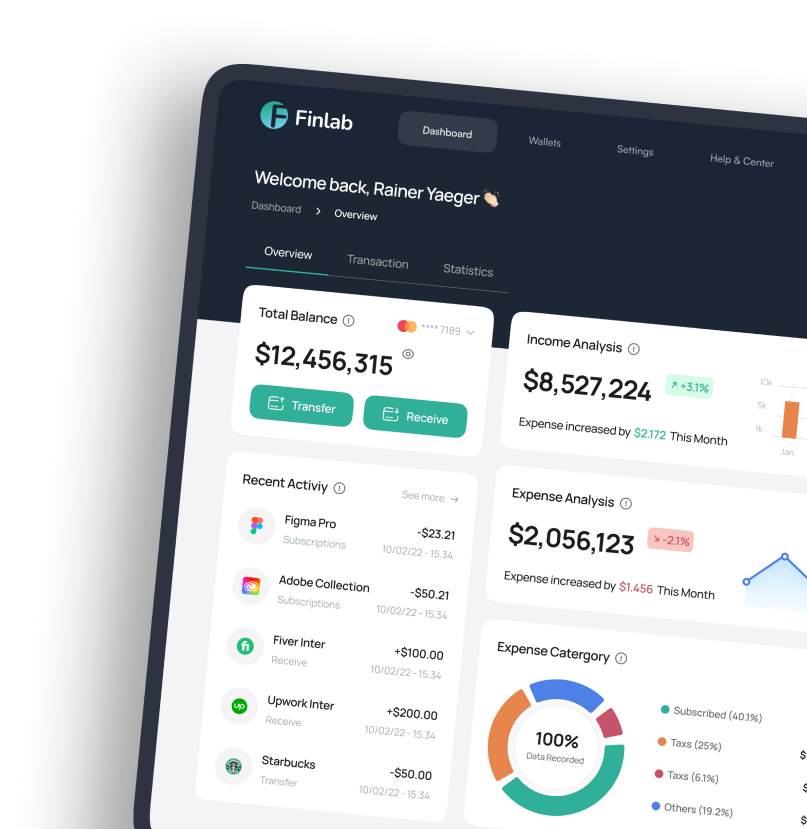 Finlab
Dashboard
Wallets
Settings
Help & Center
Welcome back, Rainer Yaeger 👏🏻
Dashboard > Overview
Overview
Transaction
Statistics
Total Balance
**** 7189
$12,456,315
Transfer
Receive
Income Analysis
$8,527,224
+3.1%
Expense increased by $2.172 This Month
10k
5k
1k
Jan
Recent Activiy
See more →
Figma Pro
-$23.21
Subscriptions
10/02/22 - 15.34
Adobe Collection
-$50.21
Subscriptions
10/02/22 - 15.34
Fiver Inter
+$100.00
Receive
10/02/22 - 15.34
Upwork Inter
+$200.00
Receive
10/02/22 - 15.34
Starbucks
-$50.00
Transfer
10/02/22 - 15.34
Expense Analysis
$2,056,123
-2.1%
Expense increased by $1.456 This Month
Expense Catergory
100%
Data Recorded
Subscribed (40.1%)
Taxs (25%)
$
Taxs (6.1%)
$
Others (19.2%)
$